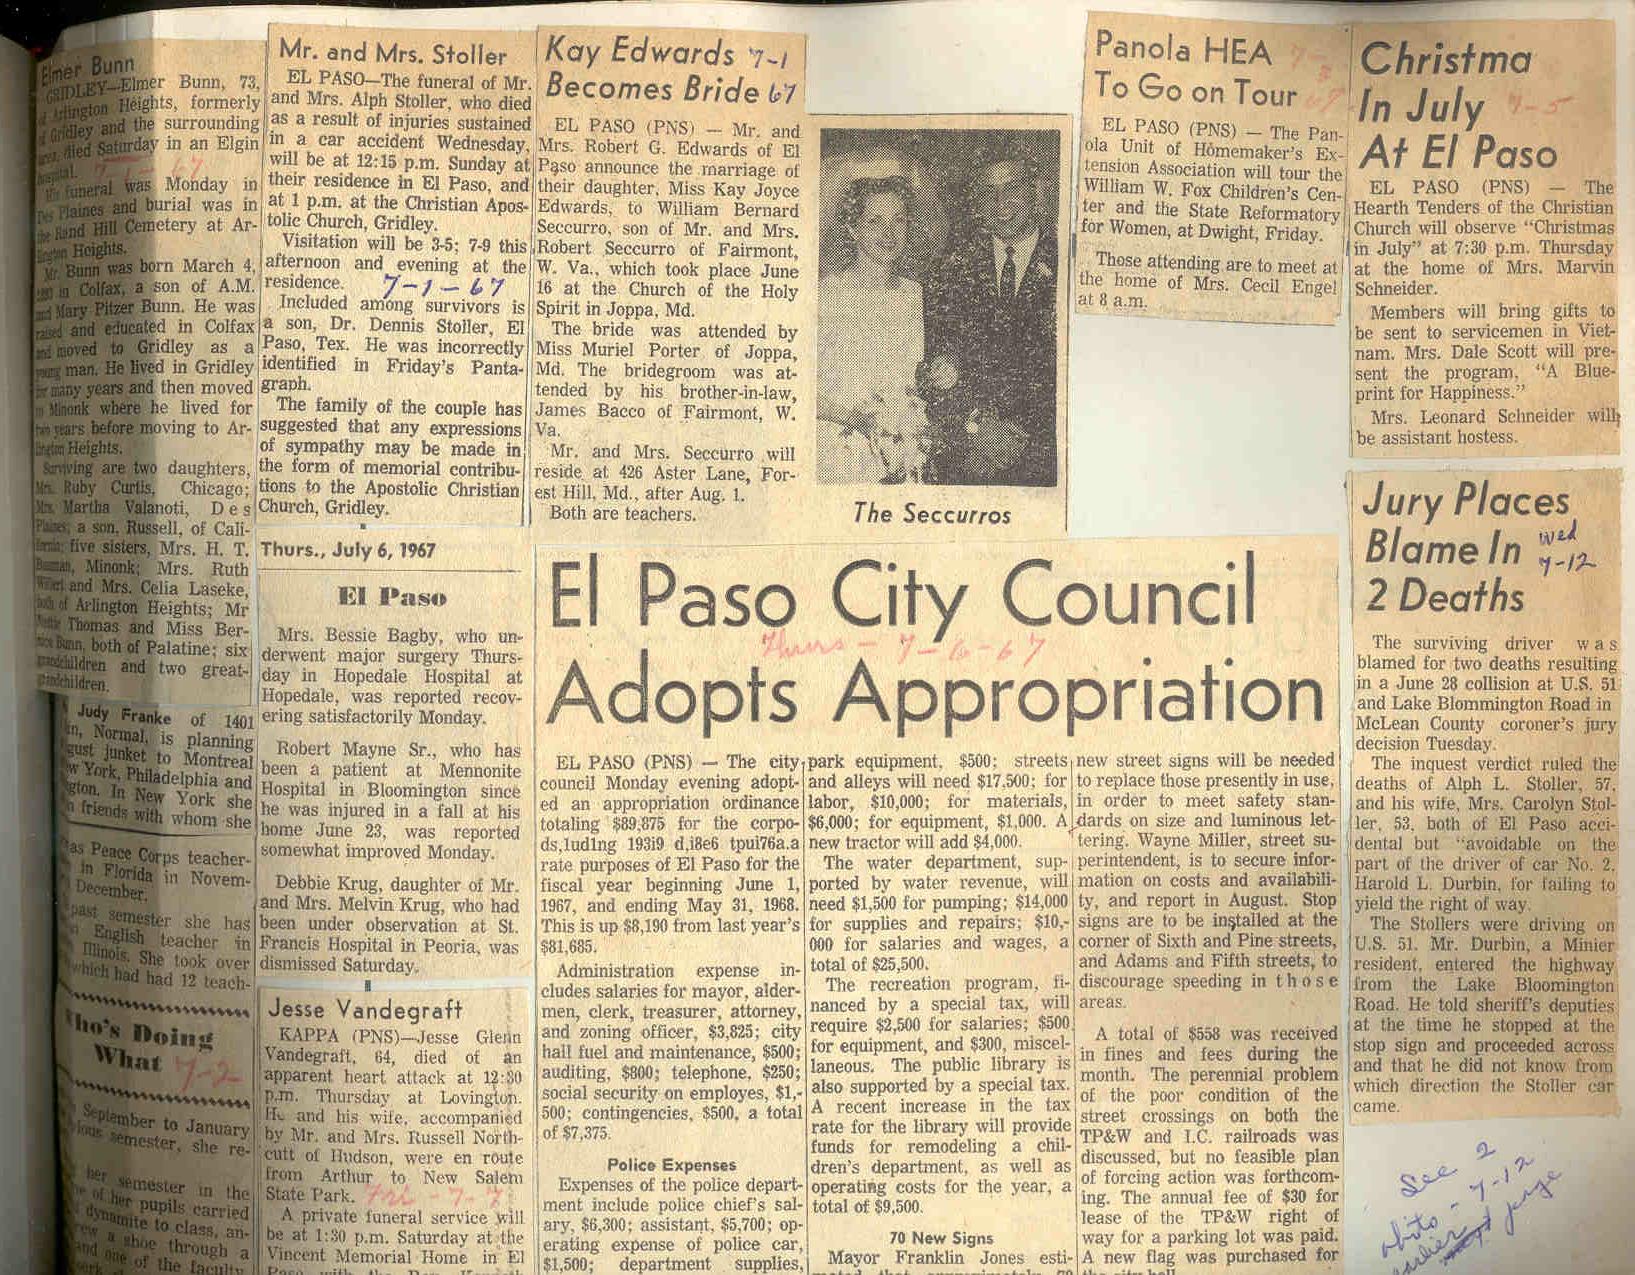 Elmer Bunn
GRIDLEY—Elmer Bunn, 73,
of Arlington Heights, formerly
of Gridley and the surrounding
area, died Saturday in an Elgin
hospital. 7-1-67
His funeral was Monday in
Des Plaines and burial was in
the Rand Hill Cemetery at Ar-
lington Heights.
Mr. Bunn was born March 4,
in Colfax, a son of A.M.
and Mary Pitzer Bunn. He was
raised and educated in Colfax
and moved to Gridley as a
young man. He lived in Gridley
for many years and then moved
to Minonk where he lived for
two years before moving to Ar-
lington Heights.
Surviving are two daughters,
Mrs. Ruby Curtis, Chicago;
Mrs. Martha Valanoti, Des
Plaines; a son, Russell, of Cali-
fornia; five sisters, Mrs. H. T.
Minonk; Mrs. Ruth
and Mrs. Celia Laseke,
both of Arlington Heights; Mr
Thomas and Miss Ber-
nice Bunn, both of Palatine; six
grandchildren and two great-
grandchildren.
Judy Franke of 1401
Normal, is planning
gust junket to Montreal
w York, Philadelphia and
gton. In New York she
friends with whom she
as Peace Corps teacher-
in Florida in Novem-
December.
past semester she has
English teacher in
Illinois. She took over
which had had 12 teach-
Who's Doing
What 7-2
September to January
ious semester, she re-
her semester in the
e of her pupils carried
dynamite to class, an-
ew a shoe through a
and one of the faculty
Mr. and Mrs. Stoller
EL PASO—The funeral of Mr.
and Mrs. Alph Stoller, who died
as a result of injuries sustained
in a car accident Wednesday,
will be at 12:15 p.m. Sunday at
their residence in El Paso, and
at 1 p.m. at the Christian Apos-
tolic Church, Gridley.
Visitation will be 3-5; 7-9 this
afternoon and evening at the
residence. 7-1-67
Included among survivors is
a son, Dr. Dennis Stoller, El
Paso, Tex. He was incorrectly
identified in Friday's Panta-
graph.
The family of the couple has
suggested that any expressions
of sympathy may be made in
the form of memorial contribu-
tions to the Apostolic Christian
Church, Gridley.
Thurs., July 6, 1967
El Paso
Mrs. Bessie Bagby, who un-
derwent major surgery Thurs-
day in Hopedale Hospital at
Hopedale, was reported recov-
ering satisfactorily Monday.
Robert Mayne Sr., who has
been a patient at Mennonite
Hospital in Bloomington since
he was injured in a fall at his
home June 23, was reported
somewhat improved Monday.
Debbie Krug, daughter of Mr.
and Mrs. Melvin Krug, who had
been under observation at St.
Francis Hospital in Peoria, was
dismissed Saturday.
Jesse Vandegraft
KAPPA (PNS)—Jesse Glenn
Vandegraft, 64, died of an
apparent heart attack at 12:30
p.m. Thursday at Lovington.
He and his wife, accompanied
by Mr. and Mrs. Russell North-
cutt of Hudson, were en route
from Arthur to New Salem
State Park. Fri - 7-7
A private funeral service will
be at 1:30 p.m. Saturday at the
Vincent Memorial Home in El
Kay Edwards 7-1
Becomes Bride 67
EL PASO (PNS) — Mr. and
Mrs. Robert G. Edwards of El
Paso announce the marriage of
their daughter, Miss Kay Joyce
Edwards, to William Bernard
Seccurro, son of Mr. and Mrs.
Robert Seccurro of Fairmont,
W. Va., which took place June
16 at the Church of the Holy
Spirit in Joppa, Md.
The bride was attended by
Miss Muriel Porter of Joppa,
Md. The bridegroom was at-
tended by his brother-in-law,
James Bacco of Fairmont, W.
Va.
Mr. and Mrs. Seccurro will
reside at 426 Aster Lane, For-
est Hill, Md., after Aug. 1.
Both are teachers.
The Seccurros
Panola HEA
To Go on Tour
EL PASO (PNS) — The Pan-
ola Unit of Homemaker's Ex-
tension Association will tour the
William W. Fox Children's Cen-
ter and the State Reformatory
for Women, at Dwight, Friday.
Those attending are to meet at
the home of Mrs. Cecil Engel
at 8 a.m.
Christma
In July 7-5
At El Paso
EL PASO (PNS) — The
Hearth Tenders of the Christian
Church will observe "Christmas
in July" at 7:30 p.m. Thursday
at the home of Mrs. Marvin
Schneider.
Members will bring gifts to
be sent to servicemen in Viet-
nam. Mrs. Dale Scott will pre-
sent the program, "A Blue-
print for Happiness."
Mrs. Leonard Schneider will
be assistant hostess.
El Paso City Council
Thurs - 7-6-67
Adopts Appropriation
EL PASO (PNS) — The city
council Monday evening adopt-
ed an appropriation ordinance
totaling $89,875 for the corpo-
ds,lud1ng 193i9 d,i8e6 tpui76a.a
rate purposes of El Paso for the
fiscal year beginning June 1,
1967, and ending May 31, 1968.
This is up $8,190 from last year's
$81,685.
Administration expense in-
cludes salaries for mayor, alder-
men, clerk, treasurer, attorney,
and zoning officer, $3,825; city
hall fuel and maintenance, $500;
auditing, $800; telephone, $250;
social security on employes, $1,-
500; contingencies, $500, a total
of $7,375.
Police Expenses
Expenses of the police depart-
ment include police chief's sal-
ary, $6,300; assistant, $5,700; op-
erating expense of police car,
$1,500; department supplies,
park equipment, $500; streets
and alleys will need $17,500; for
labor, $10,000; for materials,
$6,000; for equipment, $1,000. A
new tractor will add $4,000.
The water department, sup-
ported by water revenue, will
need $1,500 for pumping; $14,000
for supplies and repairs; $10,-
000 for salaries and wages, a
total of $25,500.
The recreation program, fi-
nanced by a special tax, will
require $2,500 for salaries; $500
for equipment, and $300, miscel-
laneous. The public library is
also supported by a special tax.
A recent increase in the tax
rate for the library will provide
funds for remodeling a chil-
dren's department, as well as
operating costs for the year, a
total of $9,500.
70 New Signs
Mayor Franklin Jones esti-
new street signs will be needed
to replace those presently in use,
in order to meet safety stan-
dards on size and luminous let-
tering. Wayne Miller, street su-
perintendent, is to secure infor-
mation on costs and availabili-
ty, and report in August. Stop
signs are to be installed at the
corner of Sixth and Pine streets,
and Adams and Fifth streets, to
discourage speeding in those
areas.
A total of $558 was received
in fines and fees during the
month. The perennial problem
of the poor condition of the
street crossings on both the
TP&W and I.C. railroads was
discussed, but no feasible plan
of forcing action was forthcom-
ing. The annual fee of $30 for
lease of the TP&W right of
way for a parking lot was paid.
A new flag was purchased for
the city hall.
Jury Places
Blame In Wed 7-12
2 Deaths
The surviving driver was
blamed for two deaths resulting
in a June 28 collision at U.S. 51
and Lake Blommington Road in
McLean County coroner's jury
decision Tuesday.
The inquest verdict ruled the
deaths of Alph L. Stoller, 57,
and his wife, Mrs. Carolyn Stol-
ler, 53, both of El Paso acci-
dental but "avoidable on the
part of the driver of car No. 2,
Harold L. Durbin, for failing to
yield the right of way.
The Stollers were driving on
U.S. 51. Mr. Durbin, a Minier
resident, entered the highway
from the Lake Bloomington
Road. He told sheriff's deputies
at the time he stopped at the
stop sign and proceeded across
and that he did not know from
which direction the Stoller car
came.
See 2
obits - 7-12
earlier page